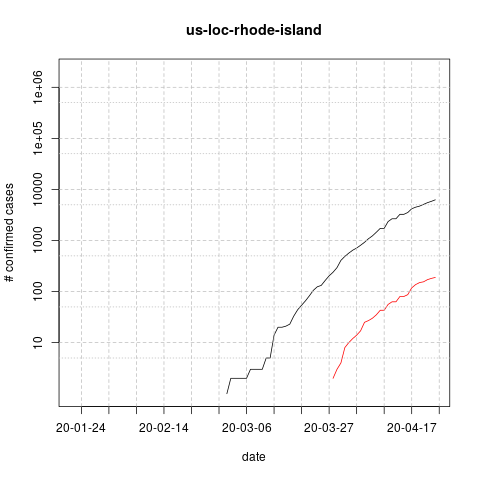 us-loc-rhode-island
# confirmed cases
1e+06
1e+05
10000
1000
100
10
20-01-24 20-02-14 20-03-06 20-03-27 20-04-17
date